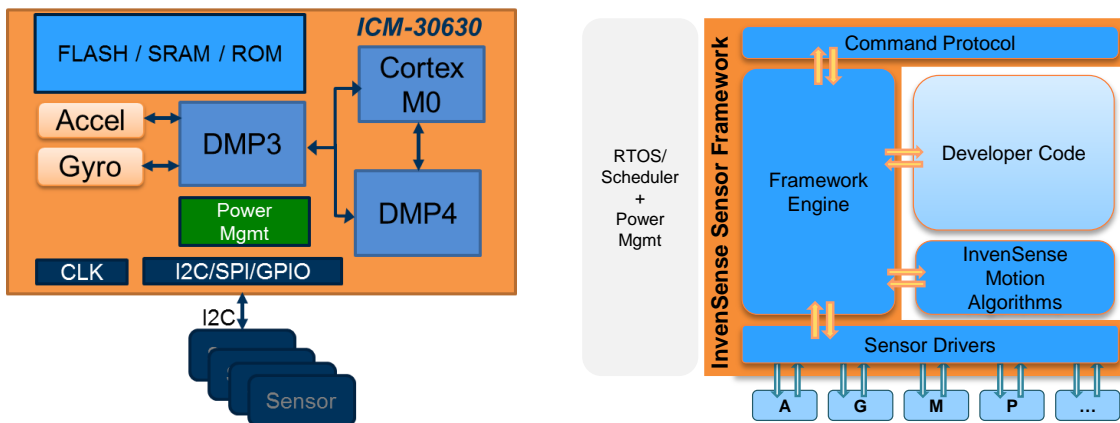 ICM-30630
FLASH / SRAM / ROM
Cortex
M0
Accel
Gyro
DMP3
DMP4
Power
Mgmt
CLK
I2C/SPI/GPIO
I2C
Sensor
RTOS/
Scheduler
+
Power
Mgmt
InvenSense Sensor Framework
Command Protocol
Framework
Engine
Developer Code
InvenSense
Motion
Algorithms
Sensor Drivers
A
G
M
P
...